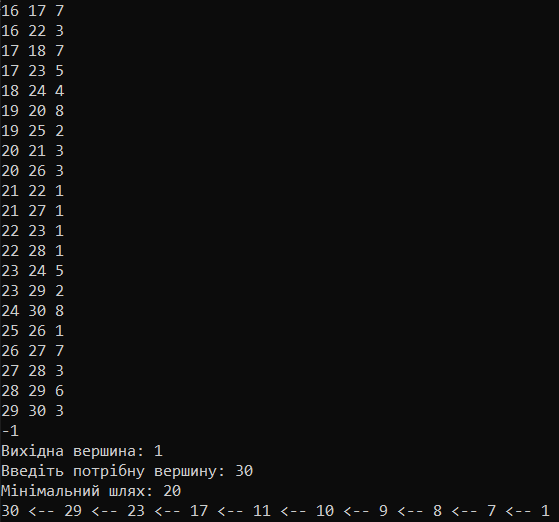 16 17 7
16 22 3
17 18 7
17 23 5
18 24 4
19 20 8
19 25 2
20 21 3
20 26 3
21 22 1
21 27 1
22 23 1
22 28 1
23 24 5
23 29 2
24 30 8
25 26 1
26 27 7
27 28 3
28 29 6
29 30 3
-1
Вихідна вершина: 1
Введіть потрібну вершину: 30
Мінімальний шлях: 20
30 <-- 29 <-- 23 <-- 17 <-- 11 <-- 10 <-- 9 <-- 8 <-- 7 <-- 1